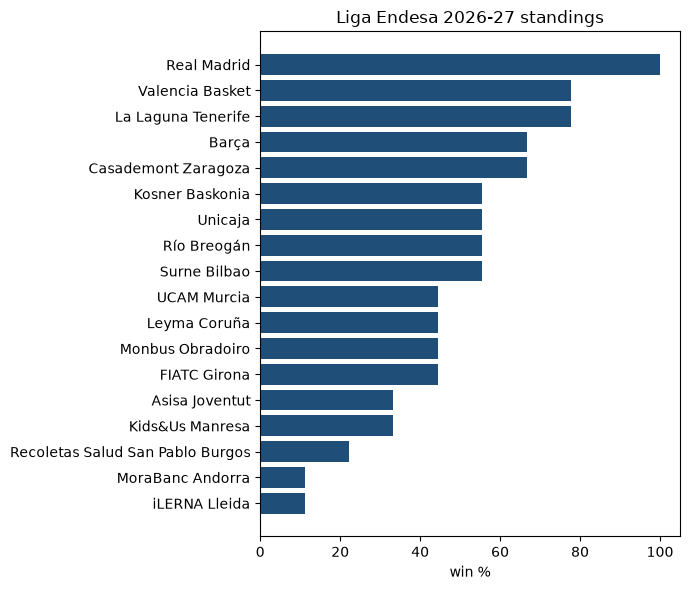 Liga Endesa 2026-27 standings
Real Madrid
Valencia Basket
La Laguna Tenerife
Barça
Casademont Zaragoza
Kosner Baskonia
Unicaja
Río Breogán
Surne Bilbao
UCAM Murcia
Leyma Coruña
Monbus Obradoiro
FIATC Girona
Asisa Joventut
Kids&Us Manresa
Recoletas Salud San Pablo Burgos
MoraBanc Andorra
iLERNA Lleida
0 20 40 60 80 100
win %